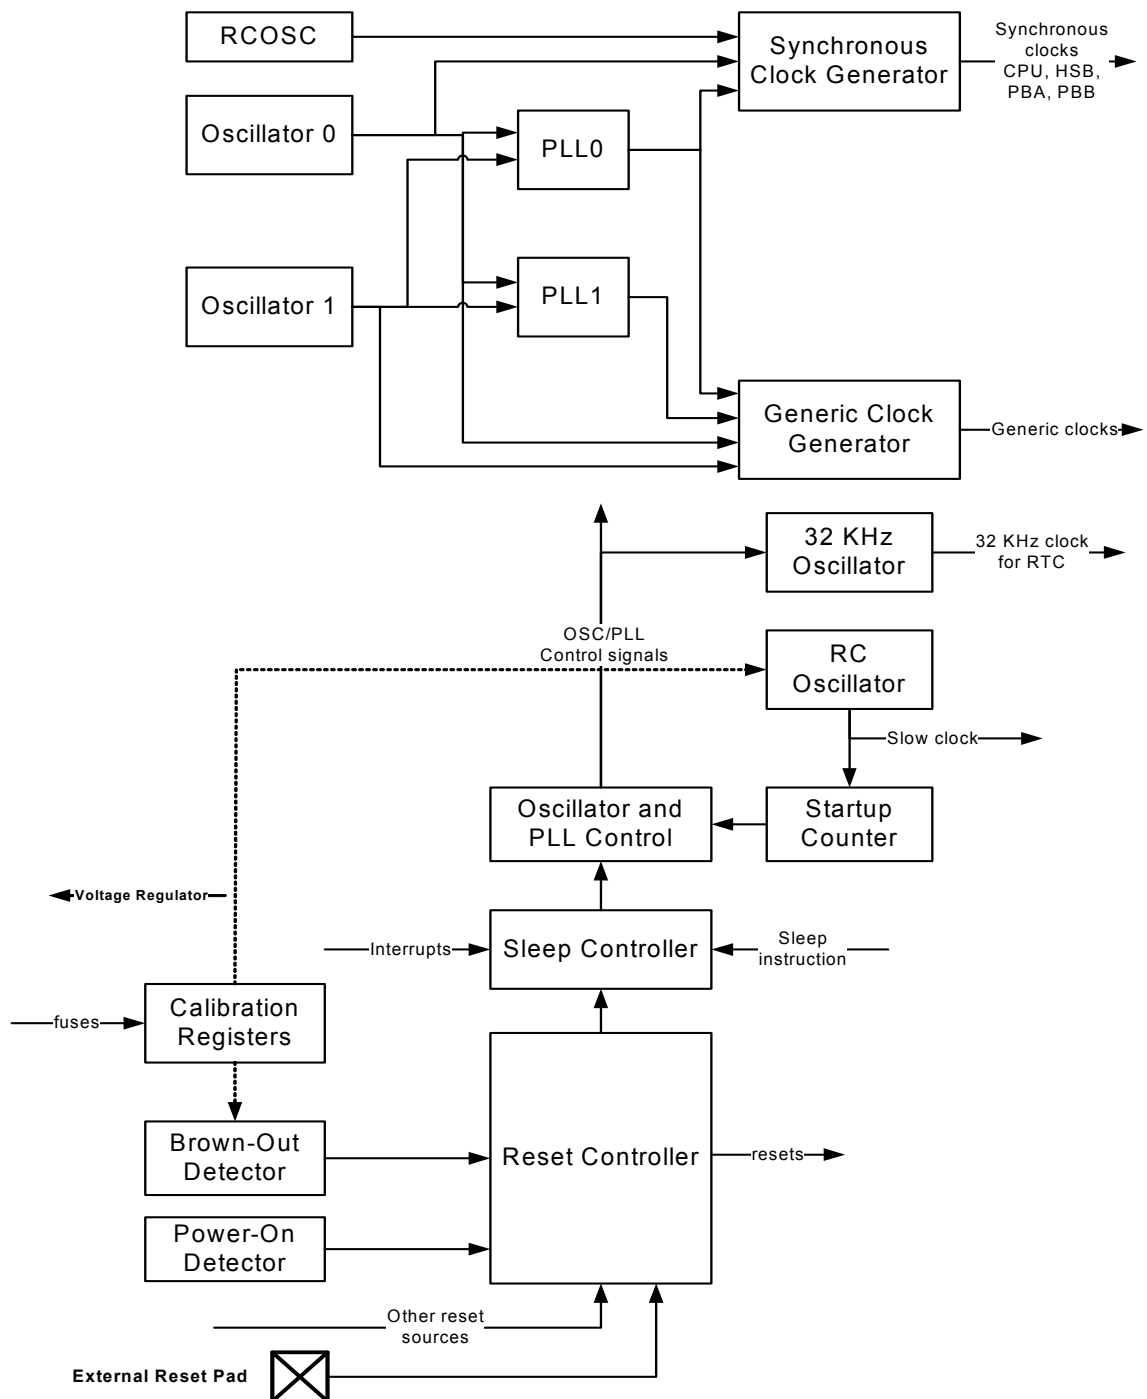 RCOSC
Synchronous
Clock Generator
Synchronous
clocks
CPU, HSB,
PBA, PBB
Oscillator 0
PLL0
Oscillator 1
PLL1
Generic Clock
Generator
Generic clocks
32 KHz
Oscillator
32 KHz clock
for RTC
OSC/PLL
Control signals
RC
Oscillator
Slow clock
Oscillator and
PLL Control
Startup
Counter
Voltage Regulator
Interrupts
Sleep Controller
Sleep
instruction
fuses
Calibration
Registers
Brown-Out
Detector
Reset Controller
resets
Power-On
Detector
Other reset
sources
External Reset Pad